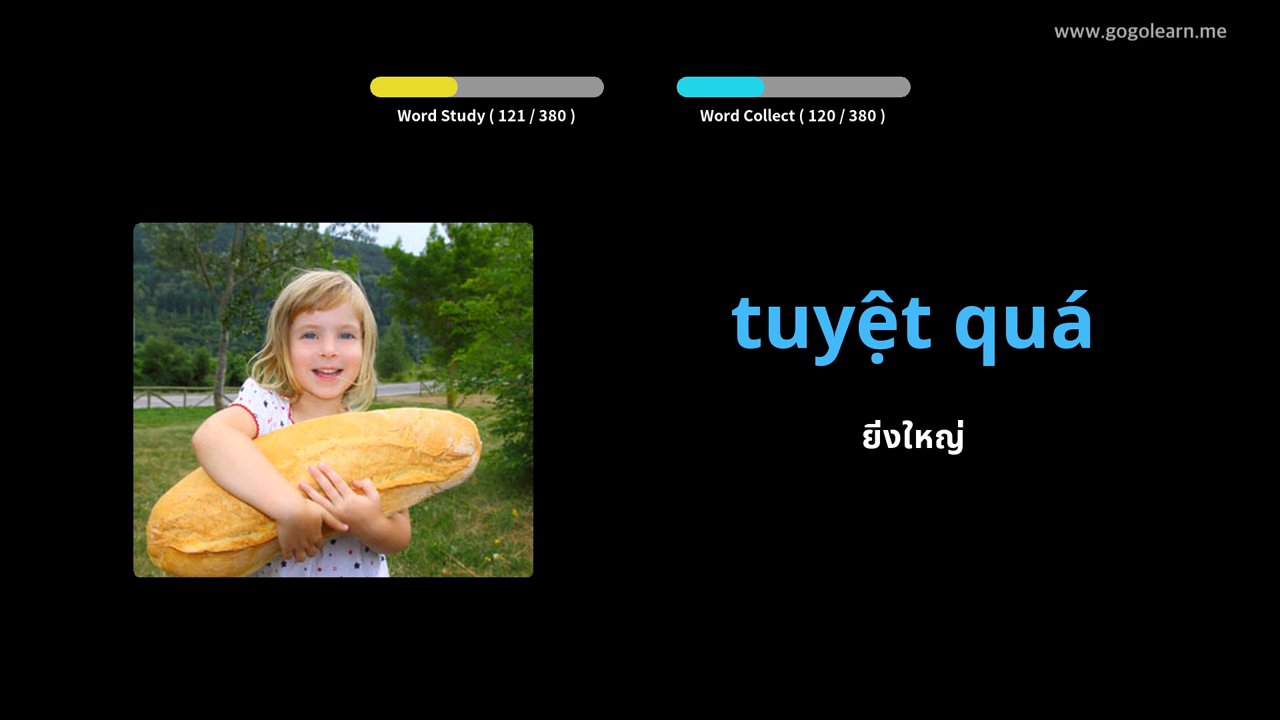 www.gogolearn.me
Word Study ( 121 / 380 )
Word Collect ( 120 / 380 )
tuyệt quá
ยิ่งใหญ่